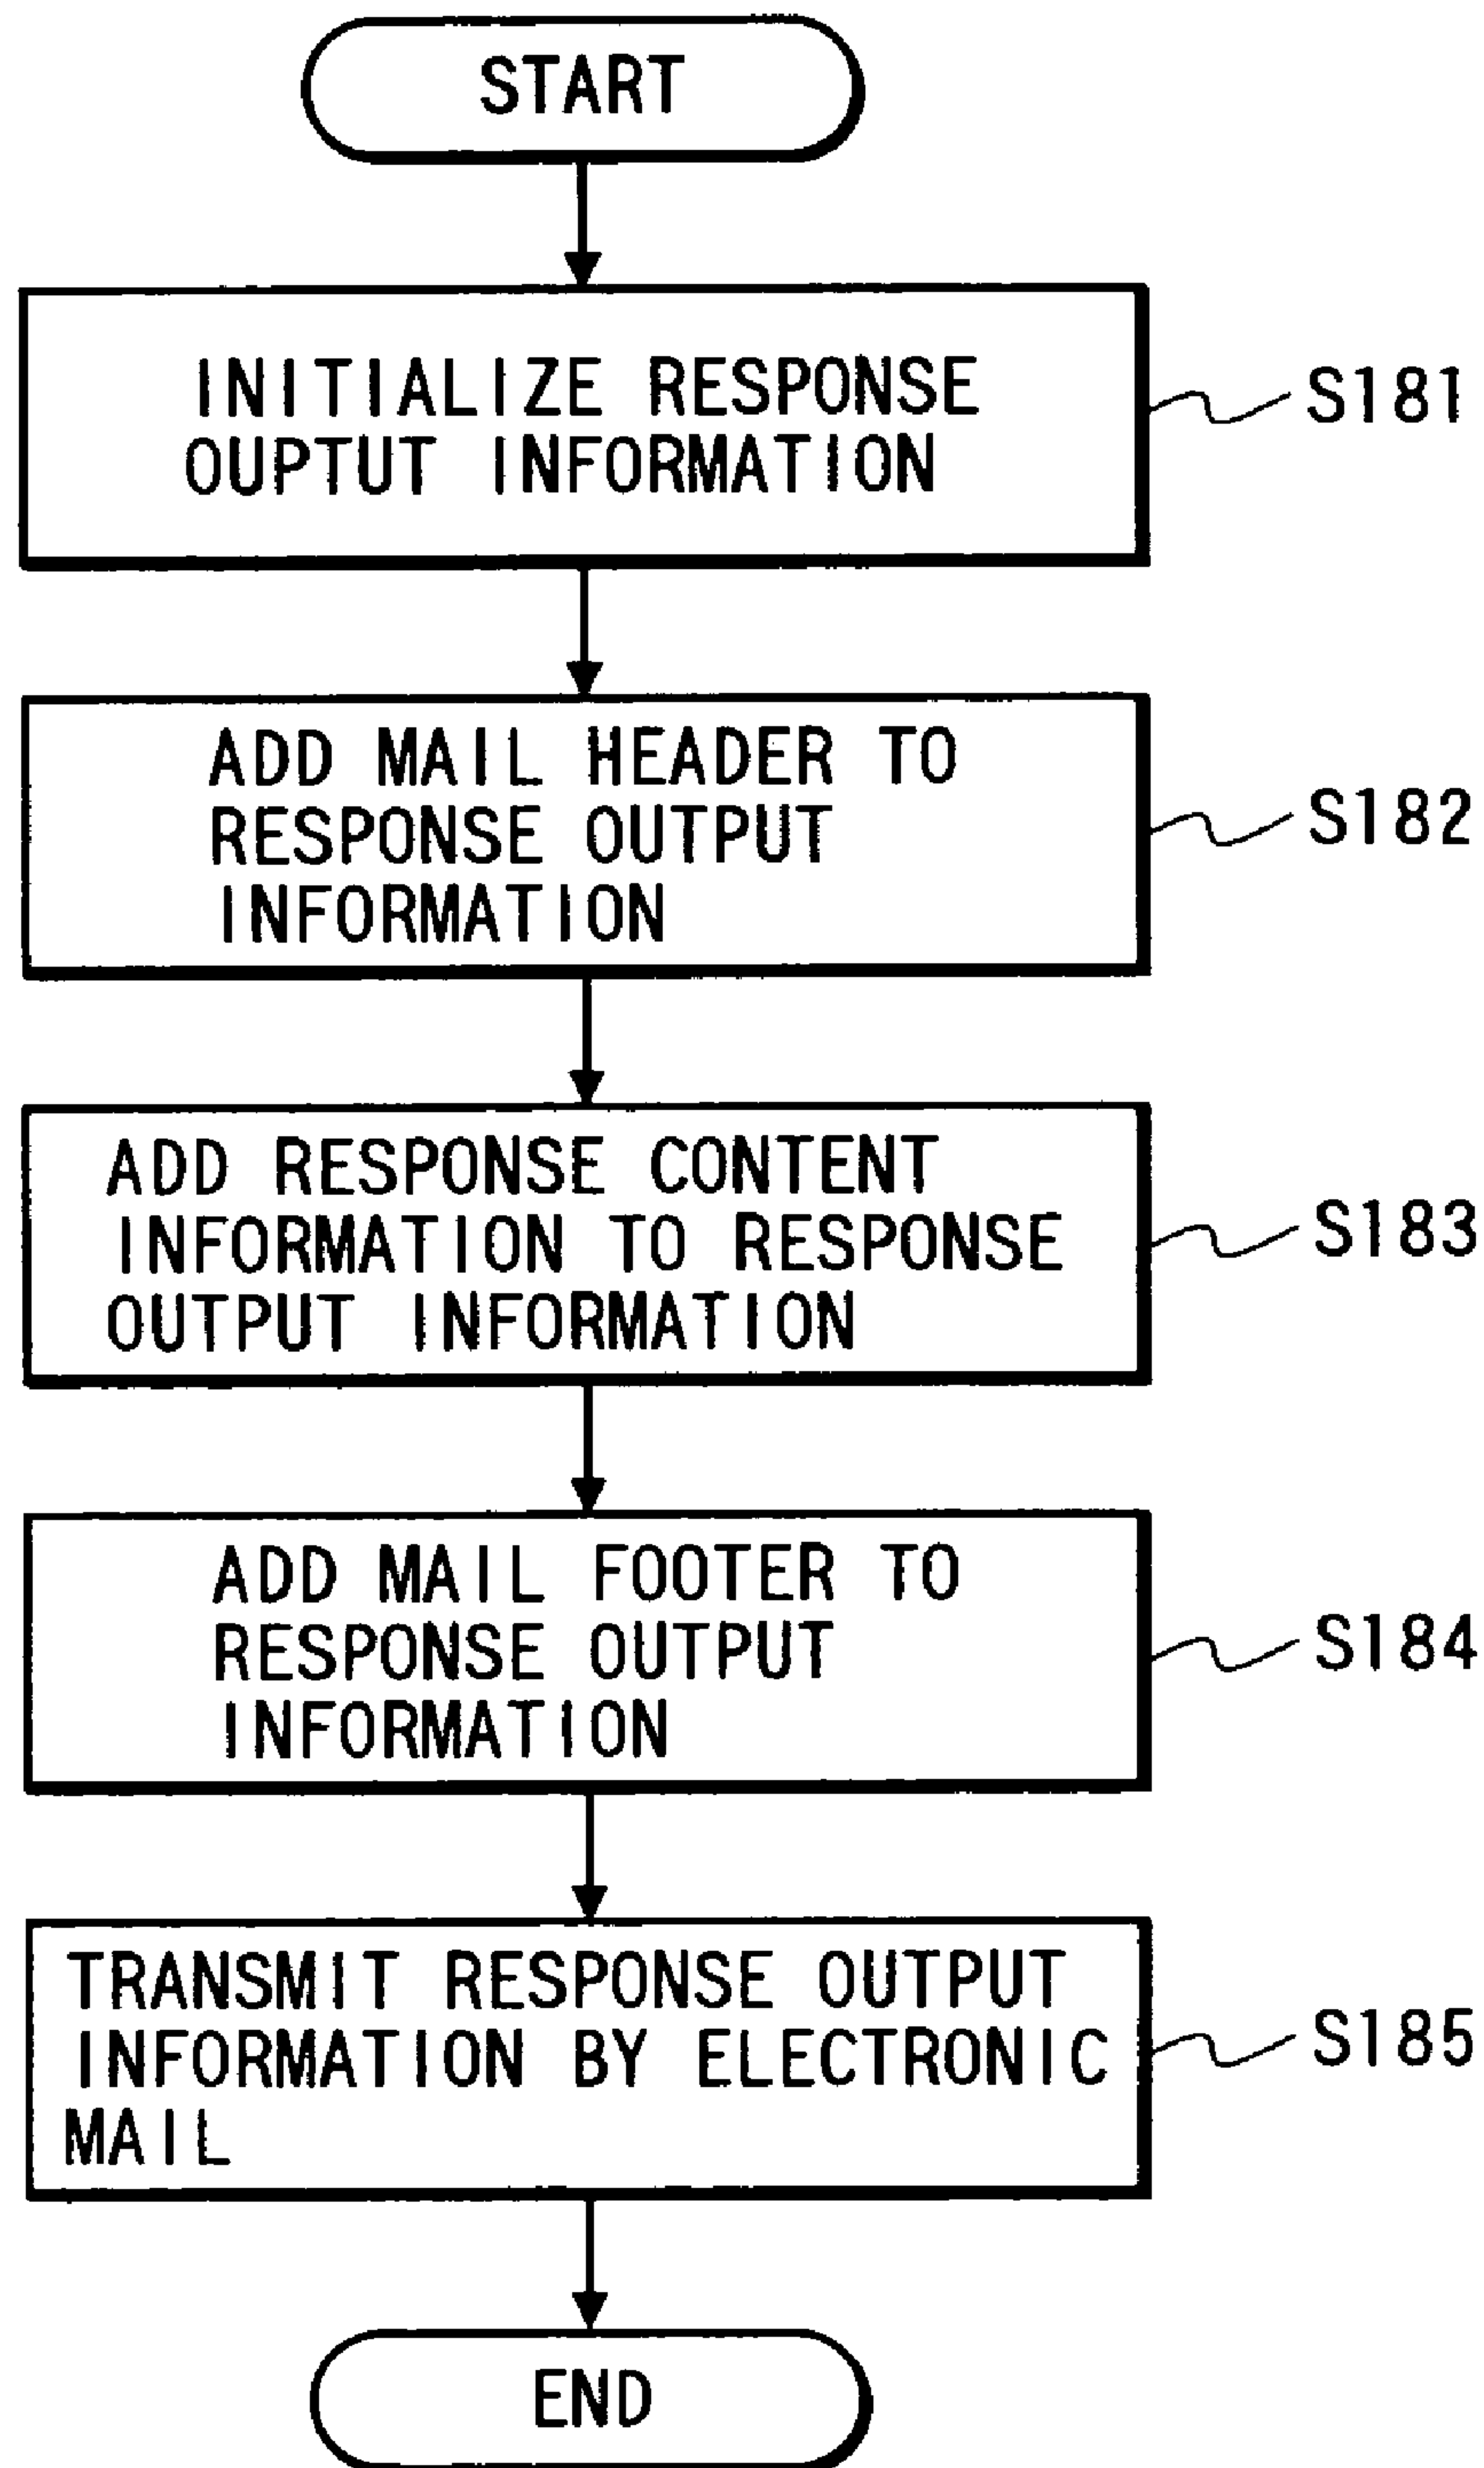 START
INITIALIZE RESPONSE
OUPTUT INFORMATION
S181
ADD MAIL HEADER TO
RESPONSE OUTPUT
INFORMATION
S182
ADD RESPONSE CONTENT
INFORMATION TO RESPONSE
OUTPUT INFORMATION
S183
ADD MAIL FOOTER TO
RESPONSE OUTPUT
INFORMATION
S184
TRANSMIT RESPONSE OUTPUT
INFORMATION BY ELECTRONIC
MAIL
S185
END